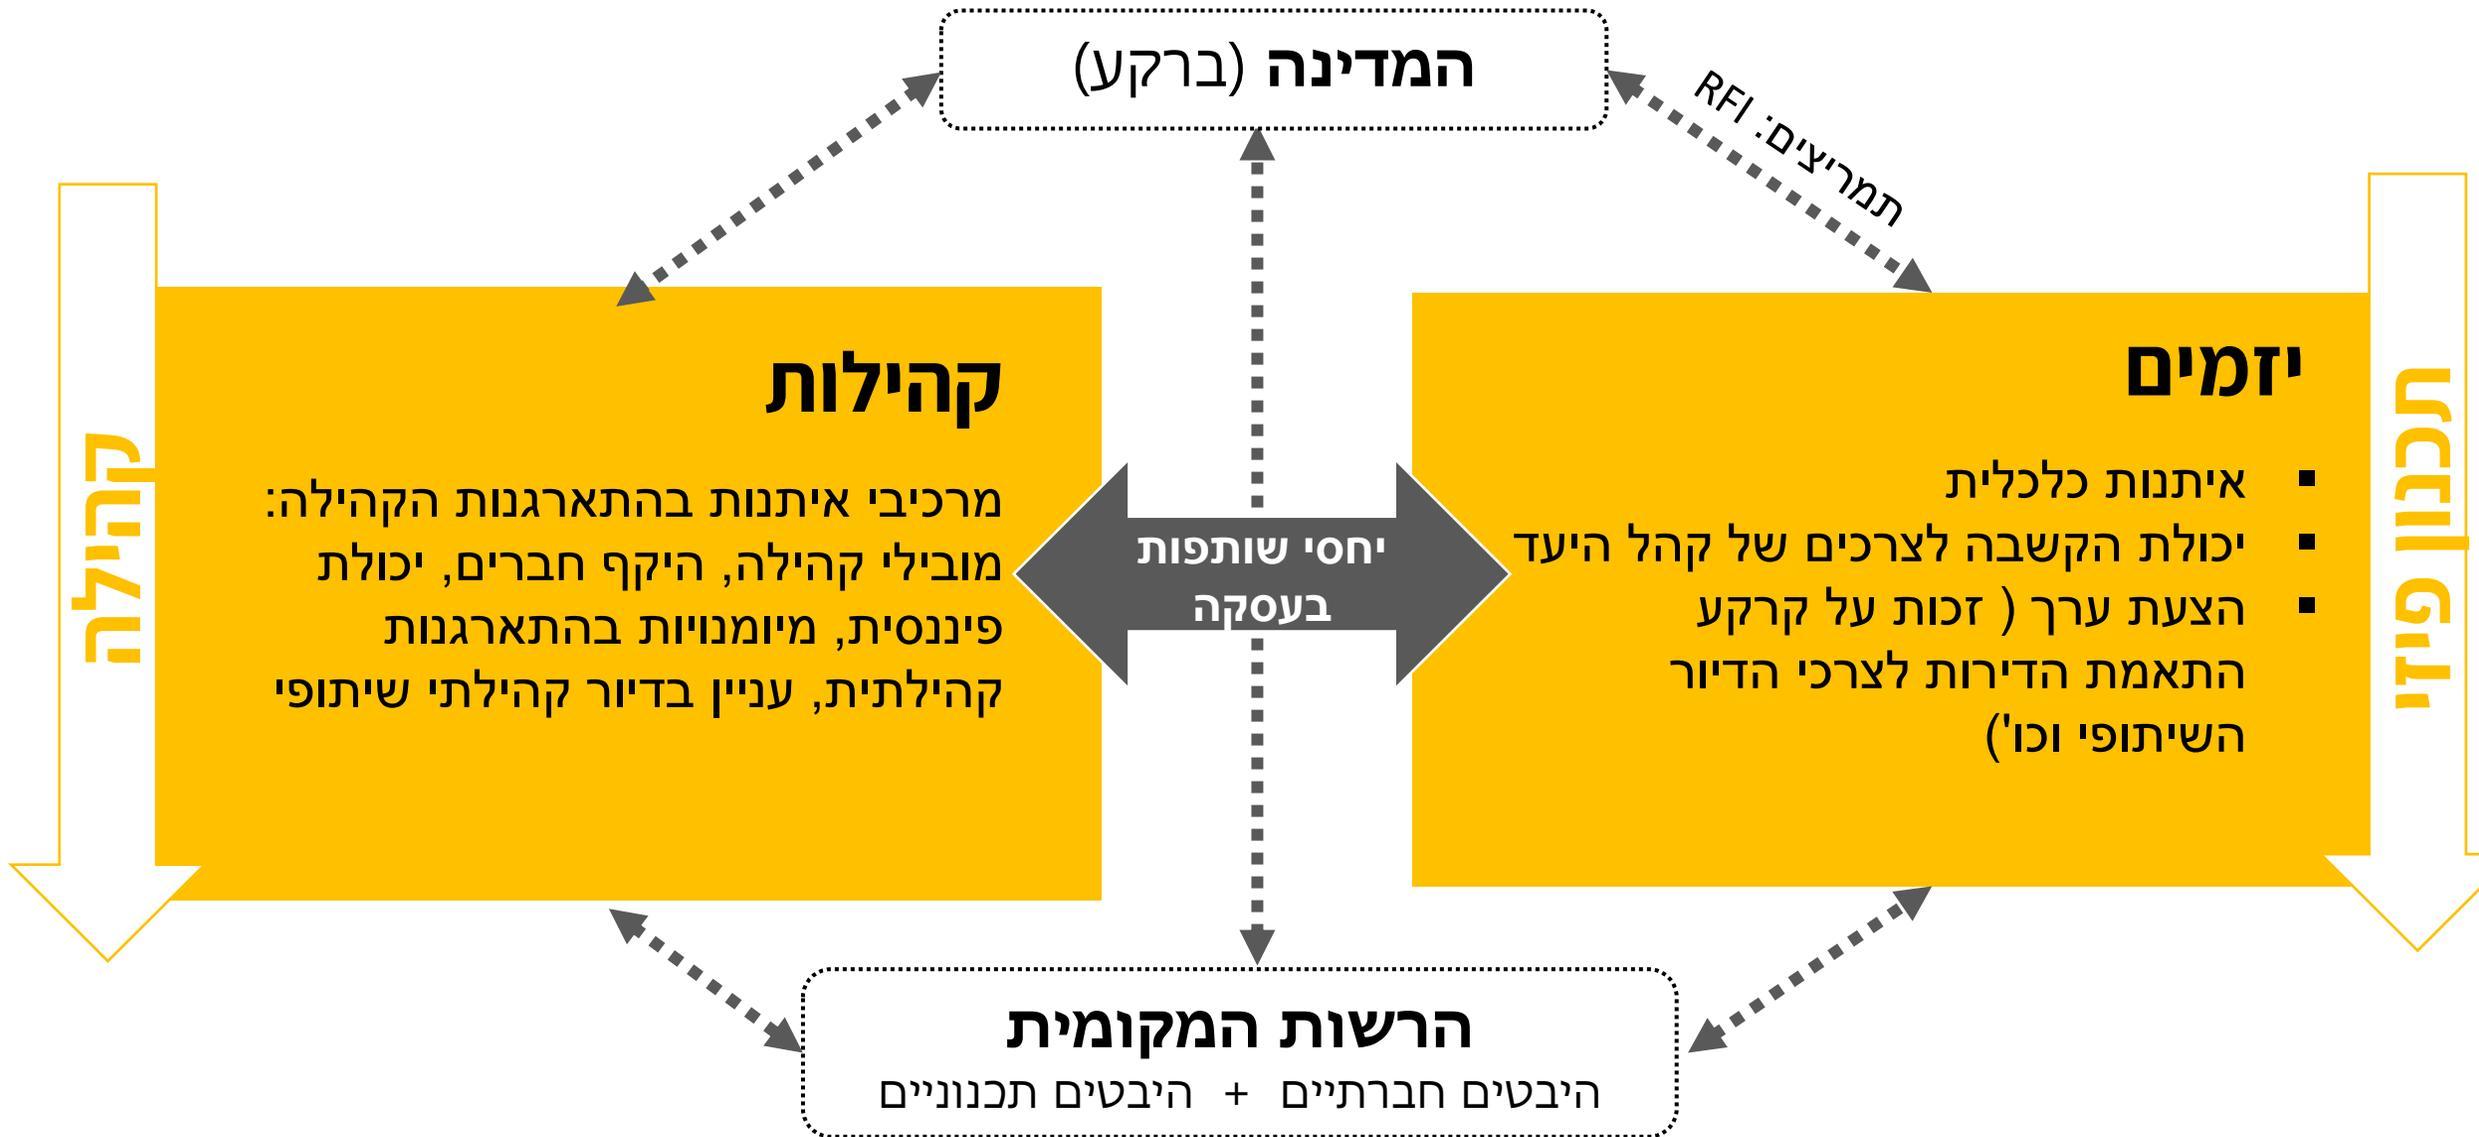 המדינה (ברקע)
תמריצים: RFI
תכנון פיזי
יזמים
▪ איתנות כלכלית
▪ יכולת הקשבה לצרכים של קהל היעד
▪ הצעת ערך ( זכות על קרקע
התאמת הדירות לצרכי הדיור
השיתופי וכו')
יחסי שותפות
בעסקה
קהילות
מרכיבי איתנות בהתארגנות הקהילה:
מובילי קהילה, היקף חברים, יכולת
פיננסית, מיומנויות בהתארגנות
קהילתית, עניין בדיור קהילתי שיתופי
קהילה
הרשות המקומית
היבטים חברתיים + היבטים תכנוניים